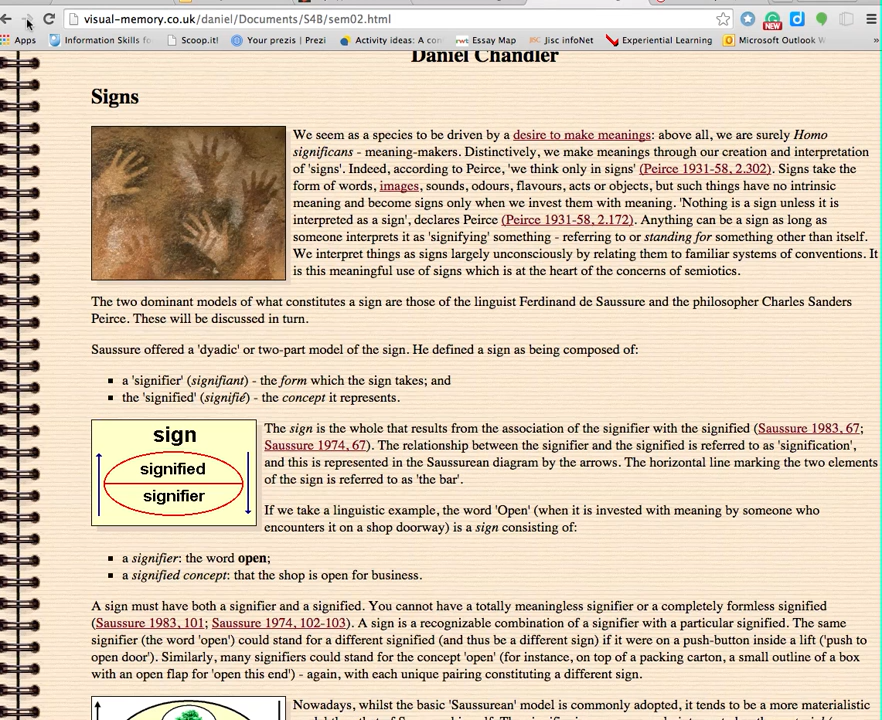 visual-memory.co.uk/daniel/Documents/S4B/sem02.html
Apps Information Skills fo Scoop.it! Your prezis | Prezi Activity ideas: A co Essay Map Jisc infoNet Experiential Learning Microsoft Outlook W »
NEW
Daniel Chandler
Signs
We seem as a species to be driven by a desire to make meanings: above all, we are surely Homo
significans - meaning-makers. Distinctively, we make meanings through our creation and interpretation
of 'signs'. Indeed, according to Peirce, 'we think only in signs' (Peirce 1931-58, 2.302). Signs take the
form of words, images, sounds, odours, flavours, acts or objects, but such things have no intrinsic
meaning and become signs only when we invest them with meaning. 'Nothing is a sign unless it is
interpreted as a sign', declares Peirce (Peirce 1931-58, 2.172). Anything can be a sign as long as
someone interprets it as 'signifying' something - referring to or standing for something other than itself.
We interpret things as signs largely unconsciously by relating them to familiar systems of conventions. It
is this meaningful use of signs which is at the heart of the concerns of semiotics.
The two dominant models of what constitutes a sign are those of the linguist Ferdinand de Saussure and the philosopher Charles Sanders
Peirce. These will be discussed in turn.
Saussure offered a 'dyadic' or two-part model of the sign. He defined a sign as being composed of:
a 'signifier' (signifiant) - the form which the sign takes; and
the 'signified' (signifié) - the concept it represents.
sign
signified
signifier
The sign is the whole that results from the association of the signifier with the signified (Saussure 1983, 67;
Saussure 1974, 67). The relationship between the signifier and the signified is referred to as 'signification',
and this is represented in the Saussurean diagram by the arrows. The horizontal line marking the two elements
of the sign is referred to as 'the bar'.
If we take a linguistic example, the word 'Open' (when it is invested with meaning by someone who
encounters it on a shop doorway) is a sign consisting of:
a signifier: the word open;
a signified concept: that the shop is open for business.
A sign must have both a signifier and a signified. You cannot have a totally meaningless signifier or a completely formless signified
(Saussure 1983, 101; Saussure 1974, 102-103). A sign is a recognizable combination of a signifier with a particular signified. The same
signifier (the word 'open') could stand for a different signified (and thus be a different sign) if it were on a push-button inside a lift ('push to
open door'). Similarly, many signifiers could stand for the concept 'open' (for instance, on top of a packing carton, a small outline of a box
with an open flap for 'open this end') - again, with each unique pairing constituting a different sign.
Nowadays, whilst the basic 'Saussurean' model is commonly adopted, it tends to be a more materialistic